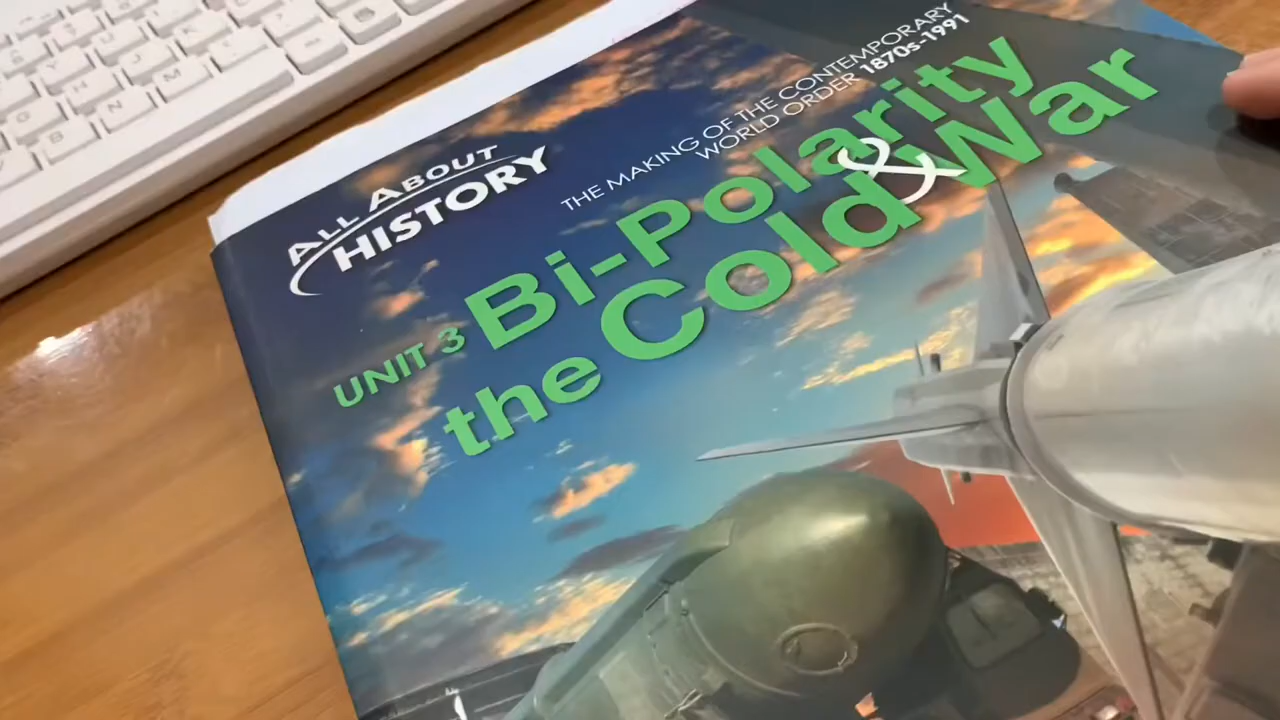 ALL ABOUT
HISTORY
THE MAKING OF THE CONTEMPORARY
WORLD ORDER 1870s-1991
UNIT 3 Bi-Polarity &
the Cold War